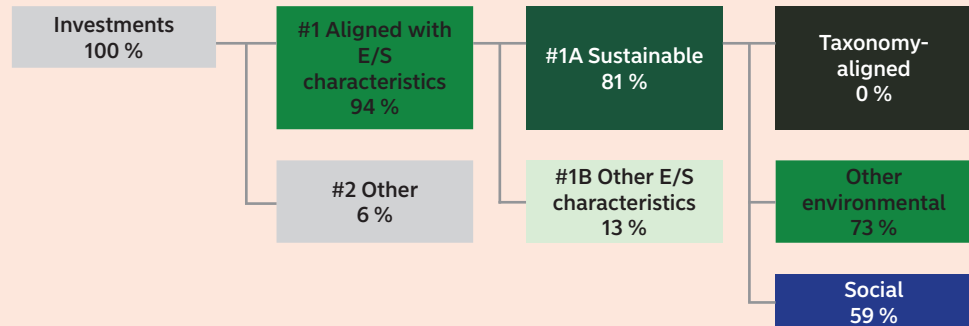 Investments
100 %
#1 Aligned with
E/S
characteristics
94 %
#1A Sustainable
81 %
Taxonomy-
aligned
0 %
#2 Other
6 %
#1B Other E/S
characteristics
13 %
Other
environmental
73 %
Social
59 %